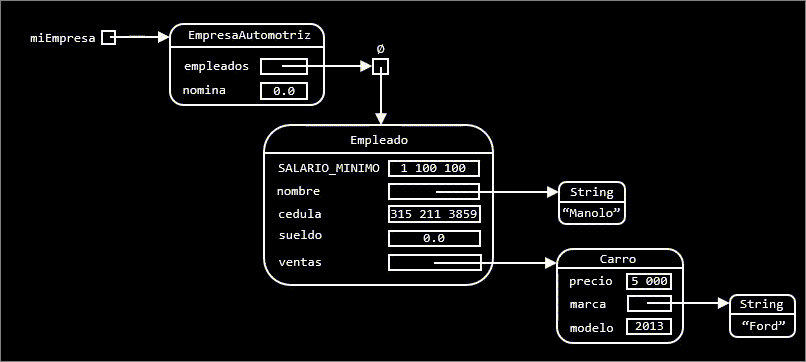 miEmpresa
EmpresaAutomotriz
empleados
nomina 0.0
Ø
Empleado
SALARIO_MINIMO 1 100 100
nombre
cedula 315 211 3859
sueldo 0.0
ventas
String
“Manolo”
Carro
precio 5 000
marca
modelo 2013
String
“Ford”